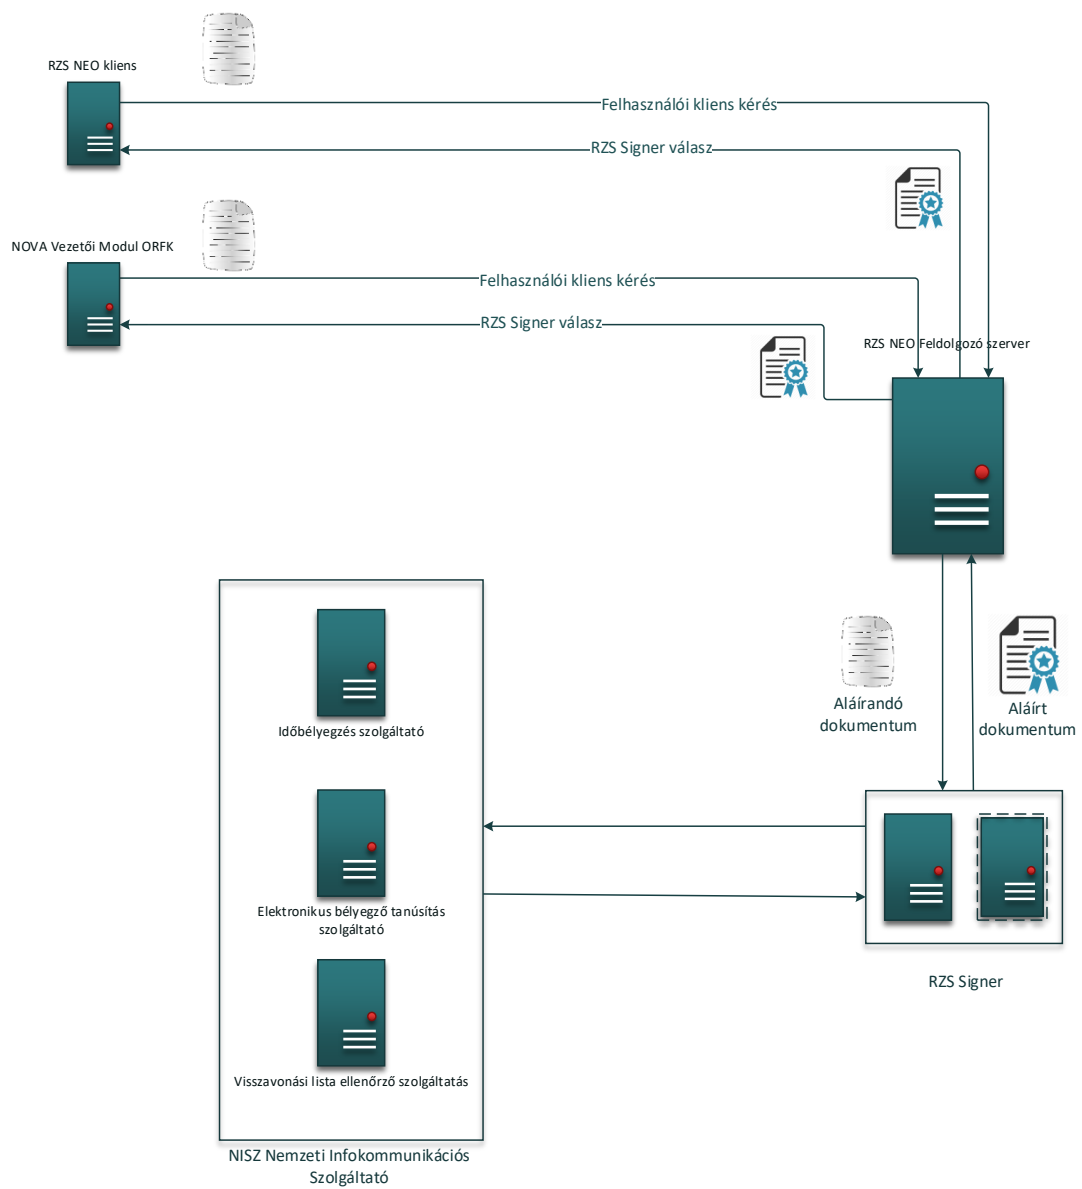 RZS NEO kliens
Felhasználói kliens kérés
RZS Signer válasz
NOVA Vezetői Modul ORFK
Felhasználói kliens kérés
RZS Signer válasz
RZS NEO Feldolgozó szerver
Aláírandó
dokumentum
Aláírt
dokumentum
Időbélyegzés szolgáltató
Elektronikus bélyegző tanúsítás
szolgáltató
Visszavonási lista ellenőrző szolgáltatás
RZS Signer
NISZ Nemzeti Infokommunikációs
Szolgáltató